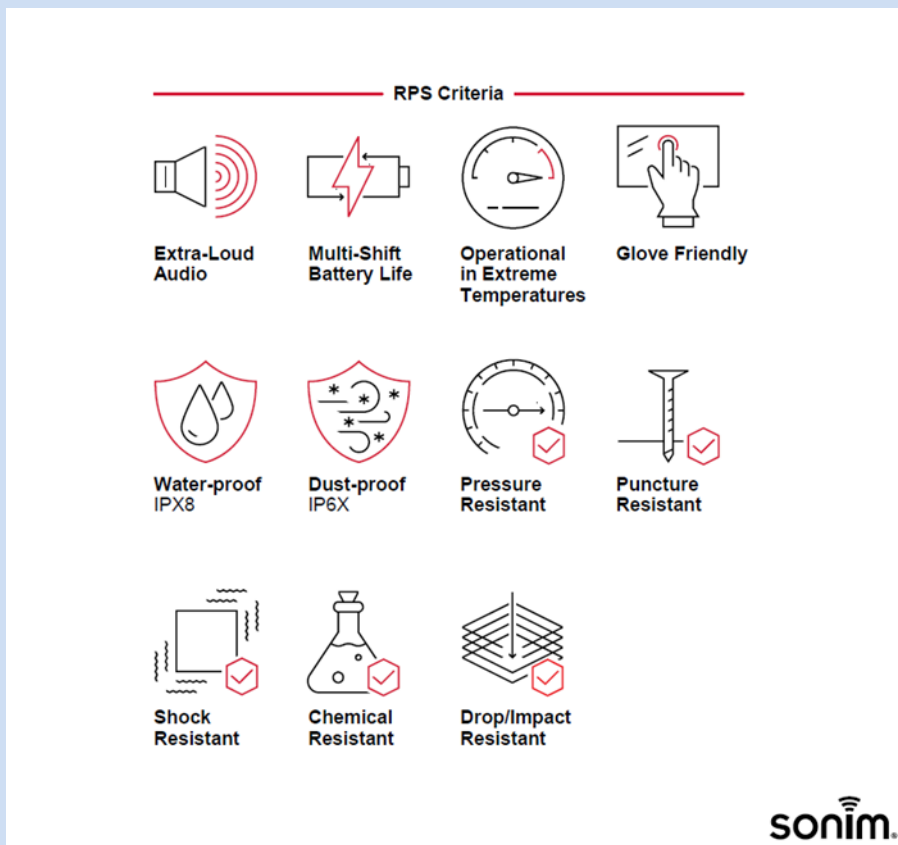 RPS Criteria
Extra-Loud
Audio
Multi-Shift
Battery Life
Operational
in Extreme
Temperatures
Glove Friendly
Water-proof
IPX8
Dust-proof
IP6X
Pressure
Resistant
Puncture
Resistant
Shock
Resistant
Chemical
Resistant
Drop/Impact
Resistant
sonim®